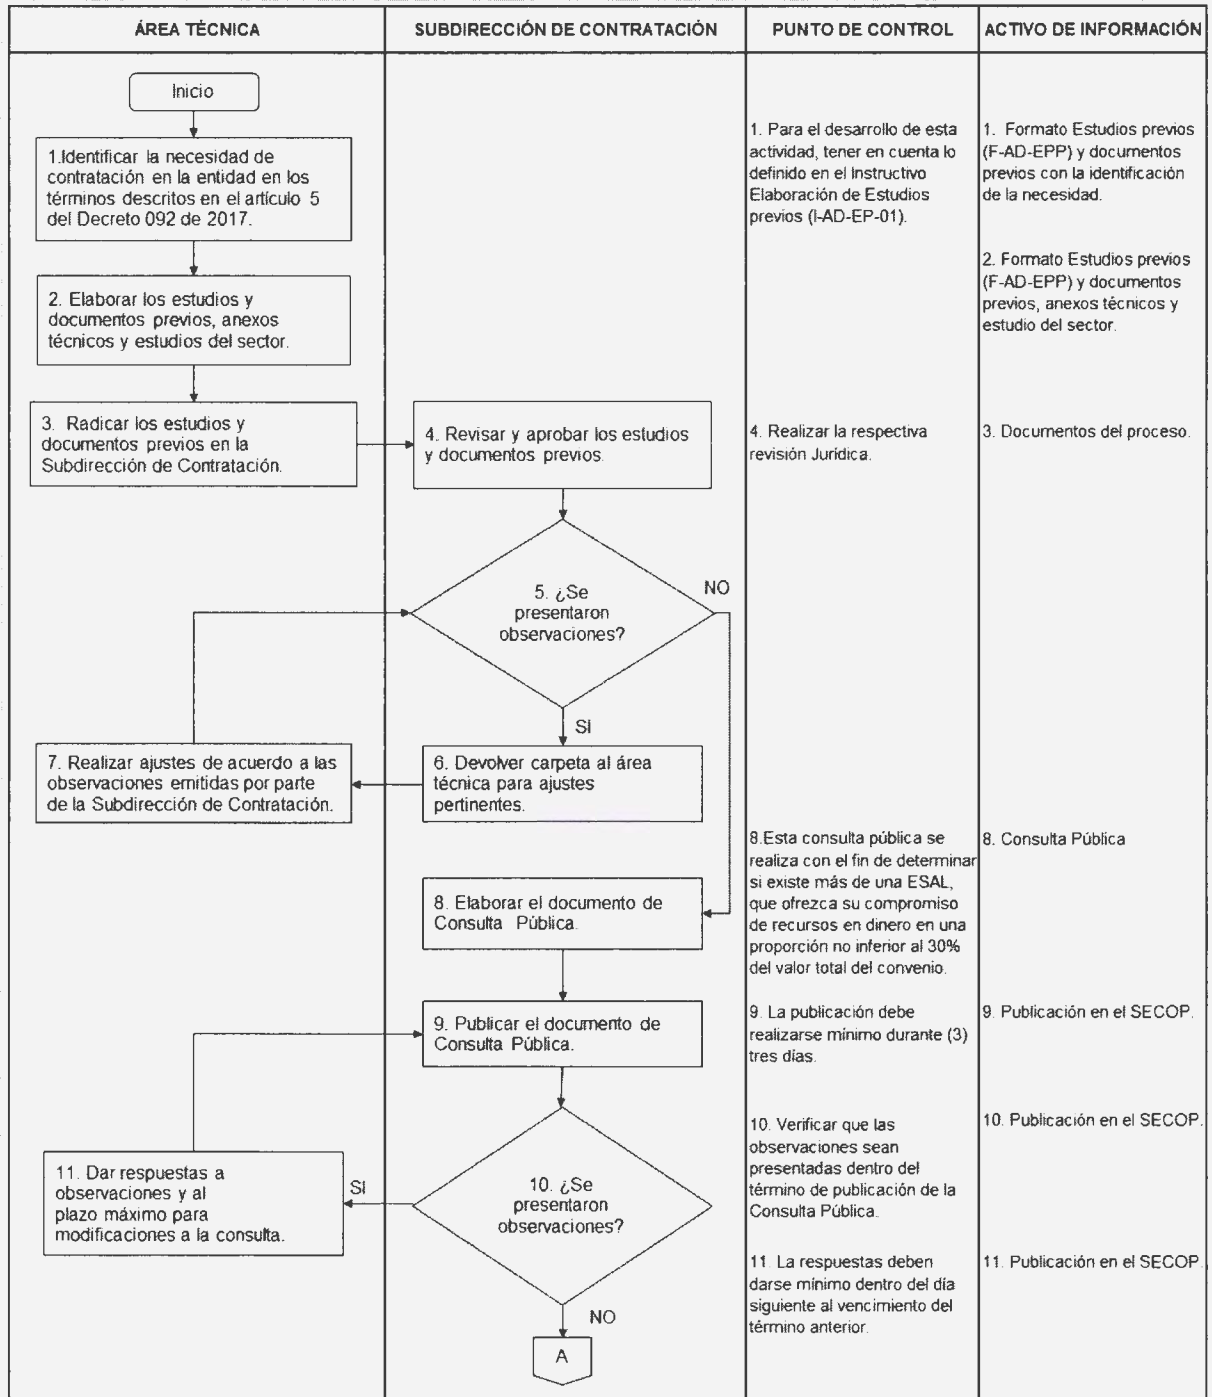 ÁREA TÉCNICA
SUBDIRECCIÓN DE CONTRATACIÓN
PUNTO DE CONTROL
ACTIVO DE INFORMACIÓN
Inicio
1.Identificar la necesidad de
contratación en la entidad en los
términos descritos en el artículo 5
del Decreto 092 de 2017.
1. Para el desarrollo de esta
actividad, tener en cuenta lo
definido en el Instructivo
Elaboración de Estudios
previos (I-AD-EP-01).
1. Formato Estudios previos
(F-AD-EPP) y documentos
previos con la identificación
de la necesidad.
2. Elaborar los estudios y
documentos previos, anexos
técnicos y estudios del sector.
2. Formato Estudios previos
(F-AD-EPP) y documentos
previos, anexos técnicos y
estudio del sector.
3. Radicar los estudios y
documentos previos en la
Subdirección de Contratación.
4. Revisar y aprobar los estudios
y documentos previos.
4. Realizar la respectiva
revisión Jurídica.
3. Documentos del proceso.
5. ¿Se
presentaron
observaciones?
NO
SI
7. Realizar ajustes de acuerdo a las
observaciones emitidas por parte
de la Subdirección de Contratación.
6. Devolver carpeta al área
técnica para ajustes
pertinentes.
8. Elaborar el documento de
Consulta Pública.
8.Esta consulta pública se
realiza con el fin de determinar
si existe más de una ESAL,
que ofrezca su compromiso
de recursos en dinero en una
proporción no inferior al 30%
del valor total del convenio.
8. Consulta Pública
9. Publicar el documento de
Consulta Pública.
9. La publicación debe
realizarse mínimo durante (3)
tres días.
9. Publicación en el SECOP.
10. ¿Se
presentaron
observaciones?
SI
NO
10. Verificar que las
observaciones sean
presentadas dentro del
término de publicación de la
Consulta Pública.
10. Publicación en el SECOP.
11. Dar respuestas a
observaciones y al
plazo máximo para
modificaciones a la consulta.
11. La respuestas deben
darse mínimo dentro del día
siguiente al vencimiento del
término anterior.
11. Publicación en el SECOP.
A